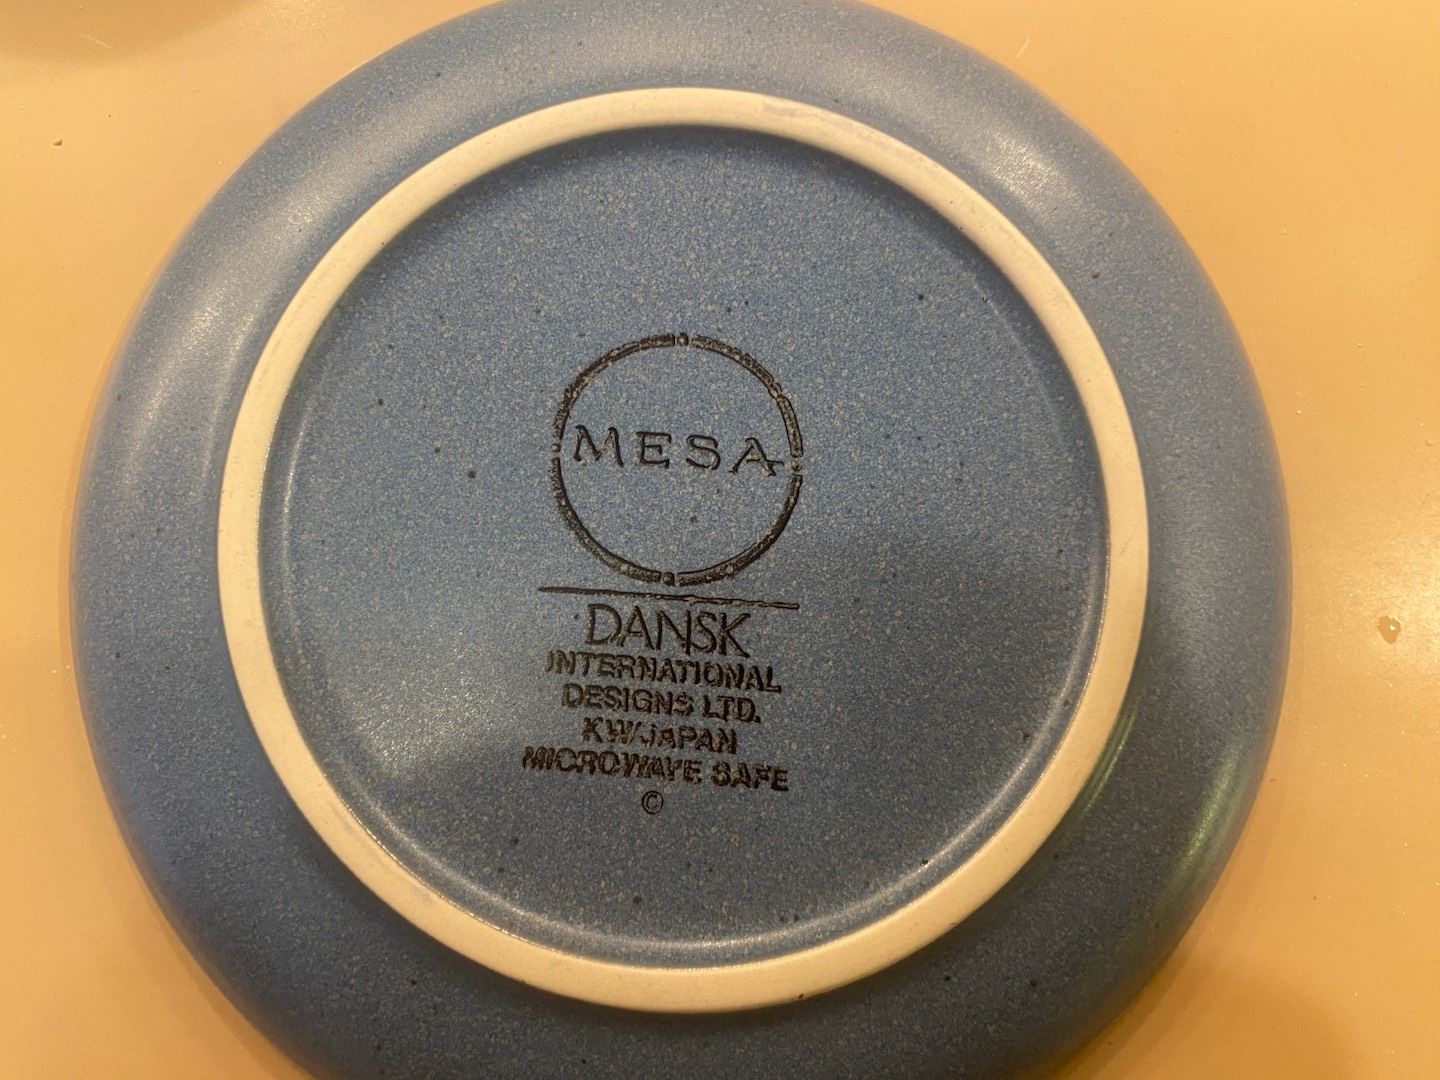 MESA
DANSK
INTERNATIONAL
DESIGNS LTD.
KW/JAPAN
MICROWAVE SAFE
©